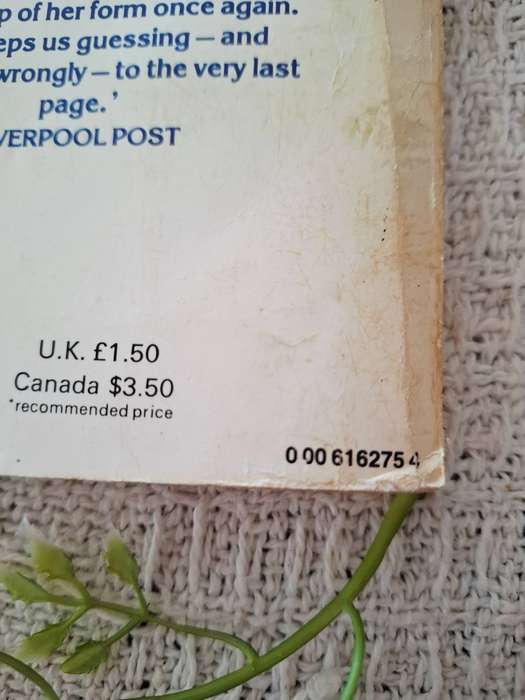 p of her form once again.
eps us guessing — and
wrongly — to the very last
page.'
VERPOOL POST
U.K. £1.50
Canada $3.50
*recommended price
0 00 616275 4